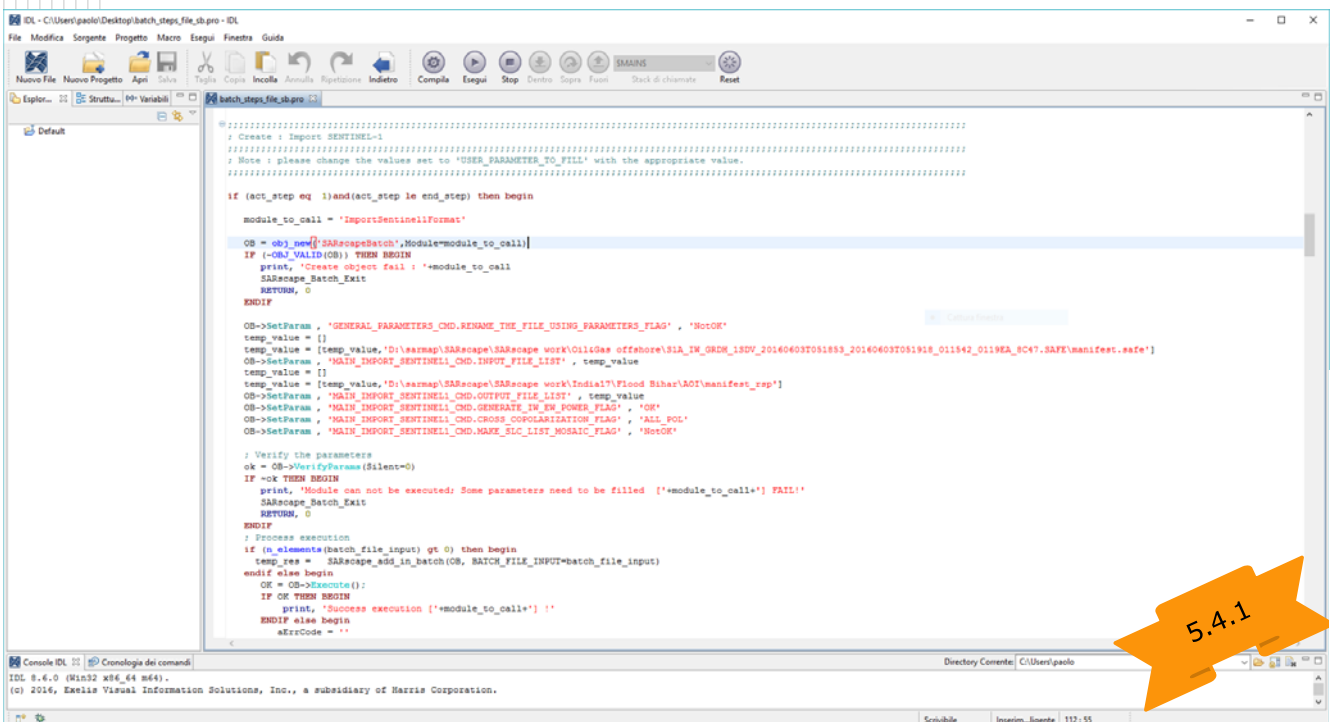 IDL - C:\Users\paolo\Desktop\batch_steps_file_sb.pro - IDL
File Modifica Sorgente Progetto Macro Esegui Finestra Guida
Nuovo File Nuovo Progetto Apri Salva Taglia Copia Incolla Annulla Ripetizione Indietro Compila Esegui Stop Dentro Sopra Fuori $MAIN$ Stack di chiamate Reset
Esplor... Struttu... Variabili batch_steps_file_sb.pro
Default
;;;;;;;;;;;;;;;;;;;;;;;;;;;;;;;;;;;;;;;;;;;;;;;;;;;;;;;;;;;;;;;;;;;;;;;;;;;;;;;;;;;;;;;;;;;;;;;;;;;;
; Create : Import SENTINEL-1
;;;;;;;;;;;;;;;;;;;;;;;;;;;;;;;;;;;;;;;;;;;;;;;;;;;;;;;;;;;;;;;;;;;;;;;;;;;;;;;;;;;;;;;;;;;;;;;;;;;;
; Note : please change the values set to 'USER_PARAMETER_TO_FILL' with the appropriate value.
;;;;;;;;;;;;;;;;;;;;;;;;;;;;;;;;;;;;;;;;;;;;;;;;;;;;;;;;;;;;;;;;;;;;;;;;;;;;;;;;;;;;;;;;;;;;;;;;;;;;
if (act_step eq 1)and(act_step le end_step) then begin
module_to_call = 'ImportSentinel1Format'
OB = obj_new('SARscapeBatch',Module=module_to_call)
IF (~OBJ_VALID(OB)) THEN BEGIN
print, 'Create object fail : '+module_to_call
SARscape_Batch_Exit
RETURN, 0
ENDIF
OB->SetParam , 'GENERAL_PARAMETERS_CMD.RENAME_THE_FILE_USING_PARAMETERS_FLAG' , 'NotOK'
temp_value = []
temp_value = [temp_value,'D:\sarmap\SARscape\SARscape work\Oil&Gas offshore\S1A_IW_GRDH_1SDV_20160603T051853_20160603T051918_011542_0119EA_8C47.SAFE\manifest.safe']
OB->SetParam , 'MAIN_IMPORT_SENTINEL1_CMD.INPUT_FILE_LIST' , temp_value
temp_value = []
temp_value = [temp_value,'D:\sarmap\SARscape\SARscape work\India17\Flood Bihar\AOI\manifest_rsp']
OB->SetParam , 'MAIN_IMPORT_SENTINEL1_CMD.OUTPUT_FILE_LIST' , temp_value
OB->SetParam , 'MAIN_IMPORT_SENTINEL1_CMD.GENERATE_IW_EW_POWER_FLAG' , 'OK'
OB->SetParam , 'MAIN_IMPORT_SENTINEL1_CMD.CROSS_COPOLARIZATION_FLAG' , 'ALL_POL'
OB->SetParam , 'MAIN_IMPORT_SENTINEL1_CMD.MAKE_SLC_LIST_MOSAIC_FLAG' , 'NotOK'
; Verify the parameters
ok = OB->VerifyParams(Silent=0)
IF ~ok THEN BEGIN
print, 'Module can not be executed; Some parameters need to be filled ['+module_to_call+'] FAIL!'
SARscape_Batch_Exit
RETURN, 0
ENDIF
; Process execution
if (n_elements(batch_file_input) gt 0) then begin
temp_res = SARscape_add_in_batch(OB, BATCH_FILE_INPUT=batch_file_input)
endif else begin
OK = OB->Execute();
IF OK THEN BEGIN
print, 'Success execution ['+module_to_call+'] !'
ENDIF else begin
aErrCode = ''
5.4.1
Console IDL Cronologia dei comandi Directory Corrente: C:\Users\paolo
IDL 8.6.0 (Win32 x86_64 m64).
(c) 2016, Exelis Visual Information Solutions, Inc., a subsidiary of Harris Corporation.
Scrivibile Inserim...ligente 112 : 55